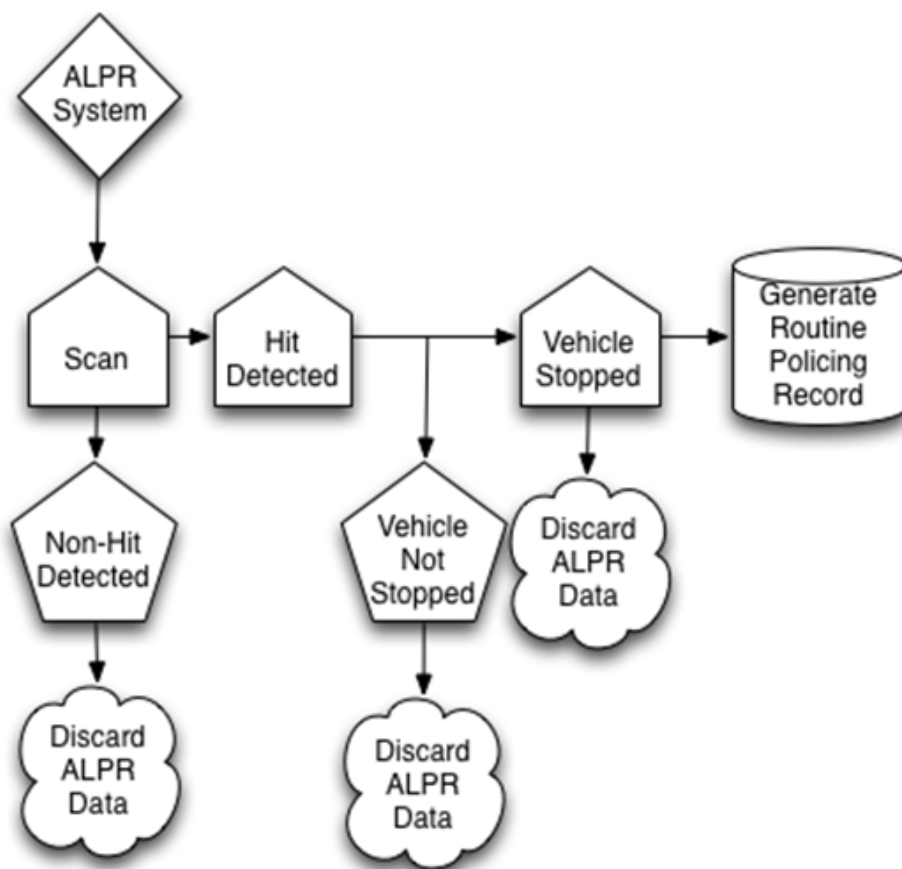 ALPR
System
Scan
Hit
Detected
Vehicle
Stopped
Generate
Routine
Policing
Record
Non-Hit
Detected
Vehicle
Not
Stopped
Discard
ALPR
Data
Discard
ALPR
Data
Discard
ALPR
Data